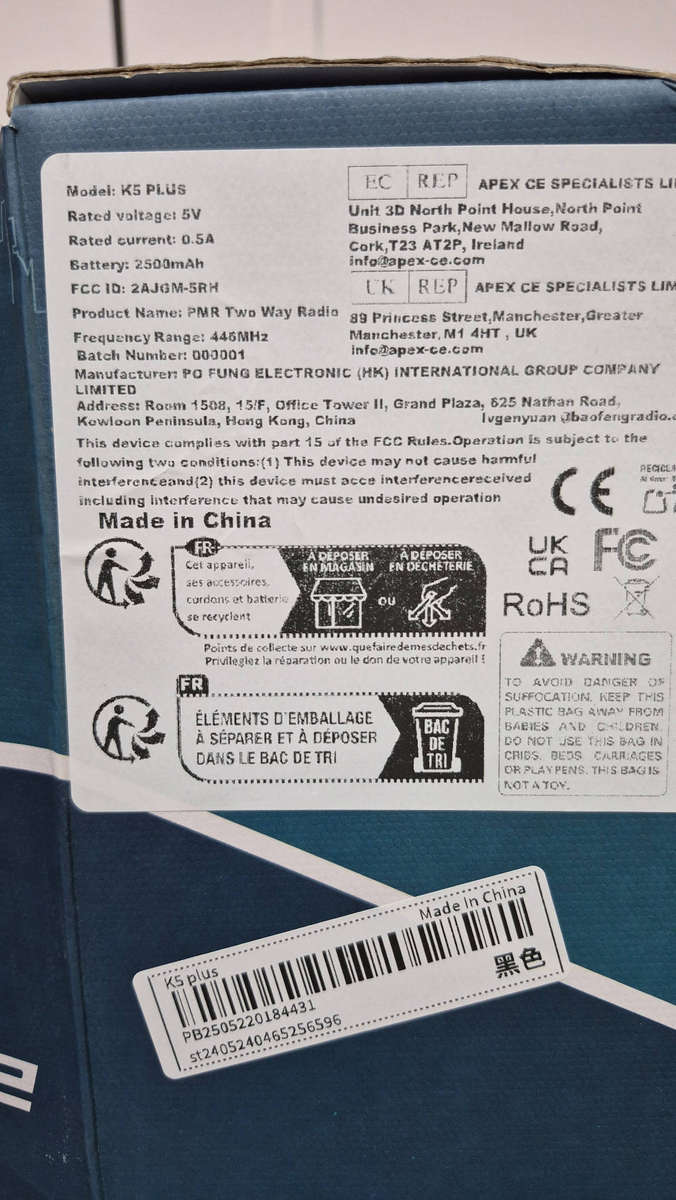 Model: K5 PLUS
Rated voltage: 5V
Rated current: 0.5A
Battery: 2500mAh
FCC ID: 2AJGM-5RH
Product Name: PMR Two Way Radio
Frequency Range: 446MHz
Batch Number: 000001
EC REP APEX CE SPECIALISTS LI
Unit 3D North Point House,North Point
Business Park,New Mallow Road,
Cork,T23 AT2P, Ireland
info@apex-ce.com
UK REP APEX CE SPECIALISTS LIM
89 Princess Street,Manchester,Greater
Manchester, M1 4HT , UK
info@apex-ce.com
Manufacturer: PO FUNG ELECTRONIC (HK) INTERNATIONAL GROUP COMPANY
LIMITED
Address: Room 1508, 15/F, Office Tower II, Grand Plaza, 625 Nathan Road,
Kowloon Peninsula, Hong Kong, China lvgenyuan @baofengradio.c
This device complies with part 15 of the FCC Rules.Operation is subject to the
following two conditions:(1) This device may not cause harmful
interferenceand(2) this device must acce interferencereceived
including interference that may cause undesired operation
Made in China
CE
UK
CA
FC
RoHS
FR
Cet appareil,
ses accessoires,
cordons et batterie
se recyclent
À DÉPOSER
EN MAGASIN
OU
À DÉPOSER
EN DÉCHÈTERIE
Points de collecte sur www.quefairedemesdechets.fr
Privilégiez la réparation ou le don de votre appareil !
FR
ÉLÉMENTS D'EMBALLAGE
À SÉPARER ET À DÉPOSER
DANS LE BAC DE TRI
BAC
DE
TRI
WARNING
TO AVOID DANGER OF
SUFFOCATION, KEEP THIS
PLASTIC BAG AWAY FROM
BABIES AND CHILDREN.
DO NOT USE THIS BAG IN
CRIBS, BEDS CARRIAGES
OR PLAY PENS. THIS BAG IS
NOT A TOY.
K5 plus
Made In China
PB2505220184431
st2405240465256596
黑色